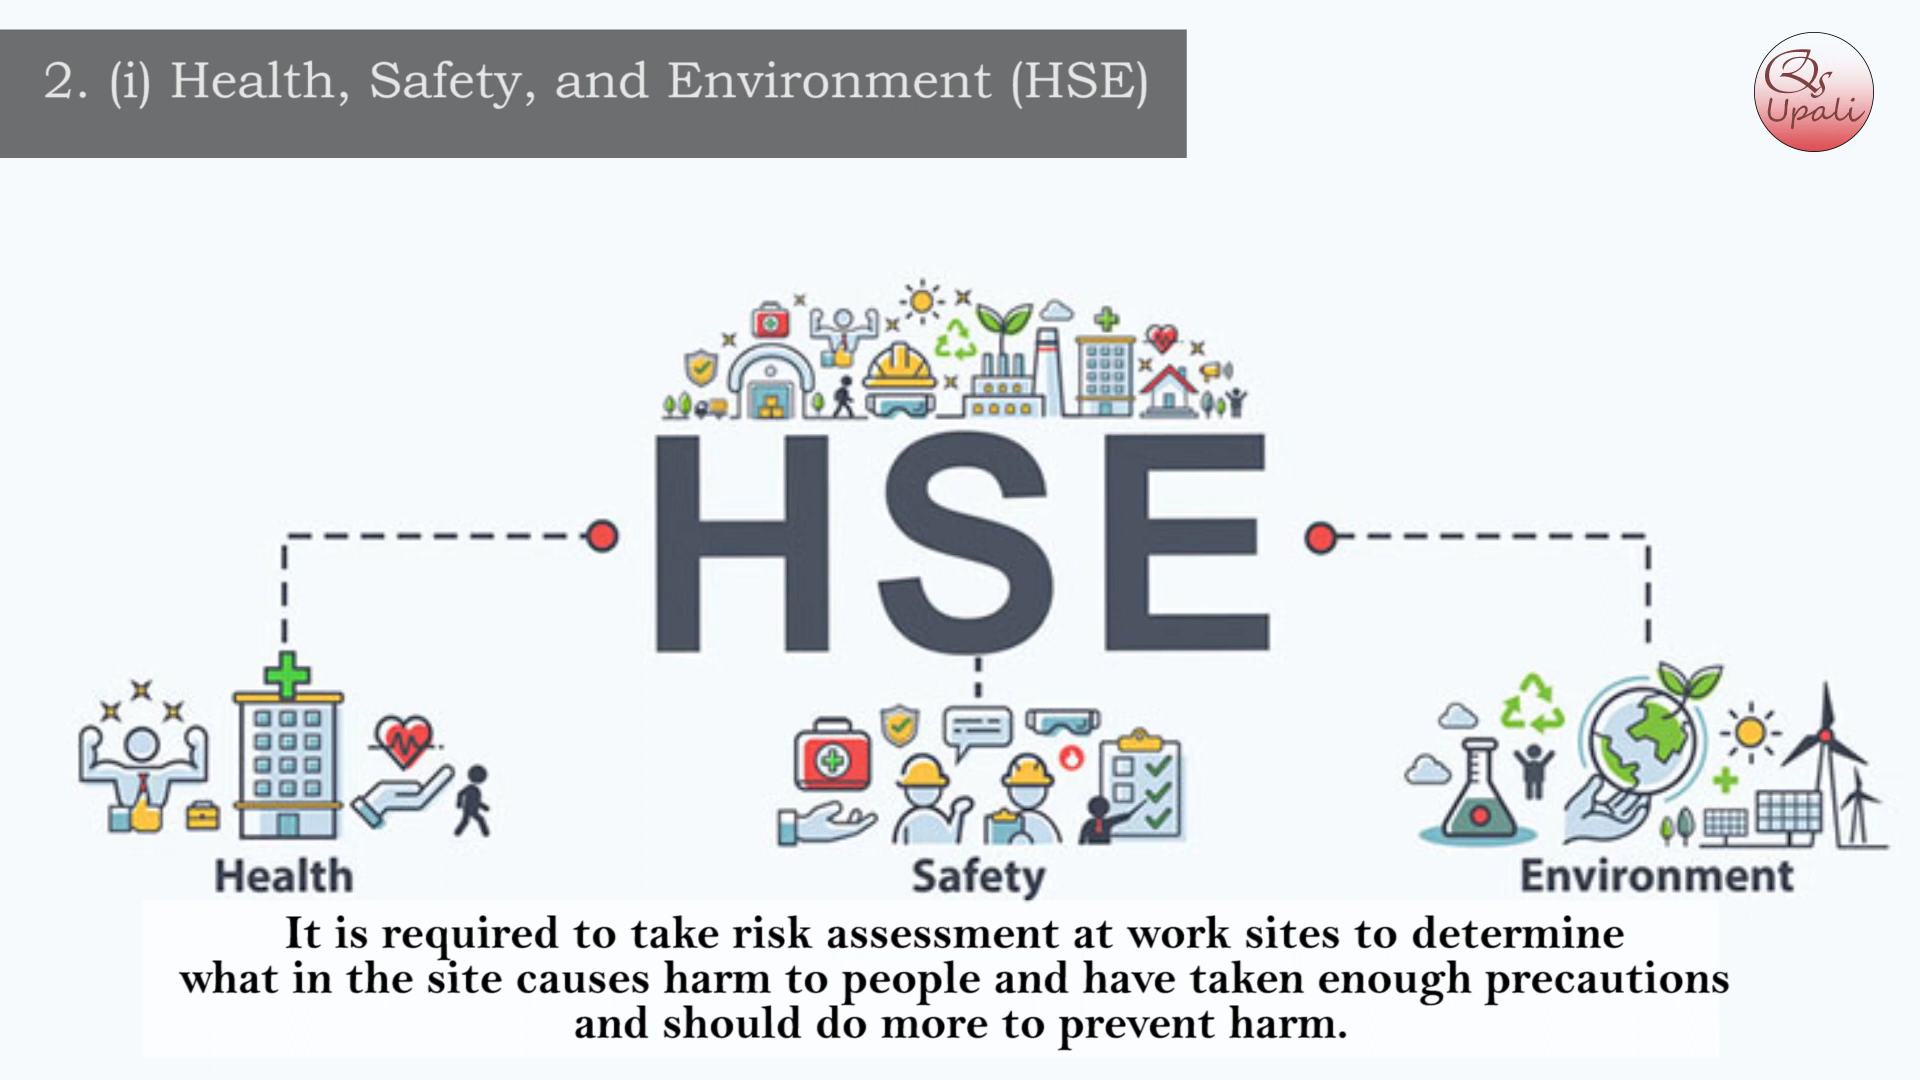 2. (i) Health, Safety, and Environment (HSE)
Qs
Upali
HSE
Health
Safety
Environment
It is required to take risk assessment at work sites to determine
what in the site causes harm to people and have taken enough precautions
and should do more to prevent harm.